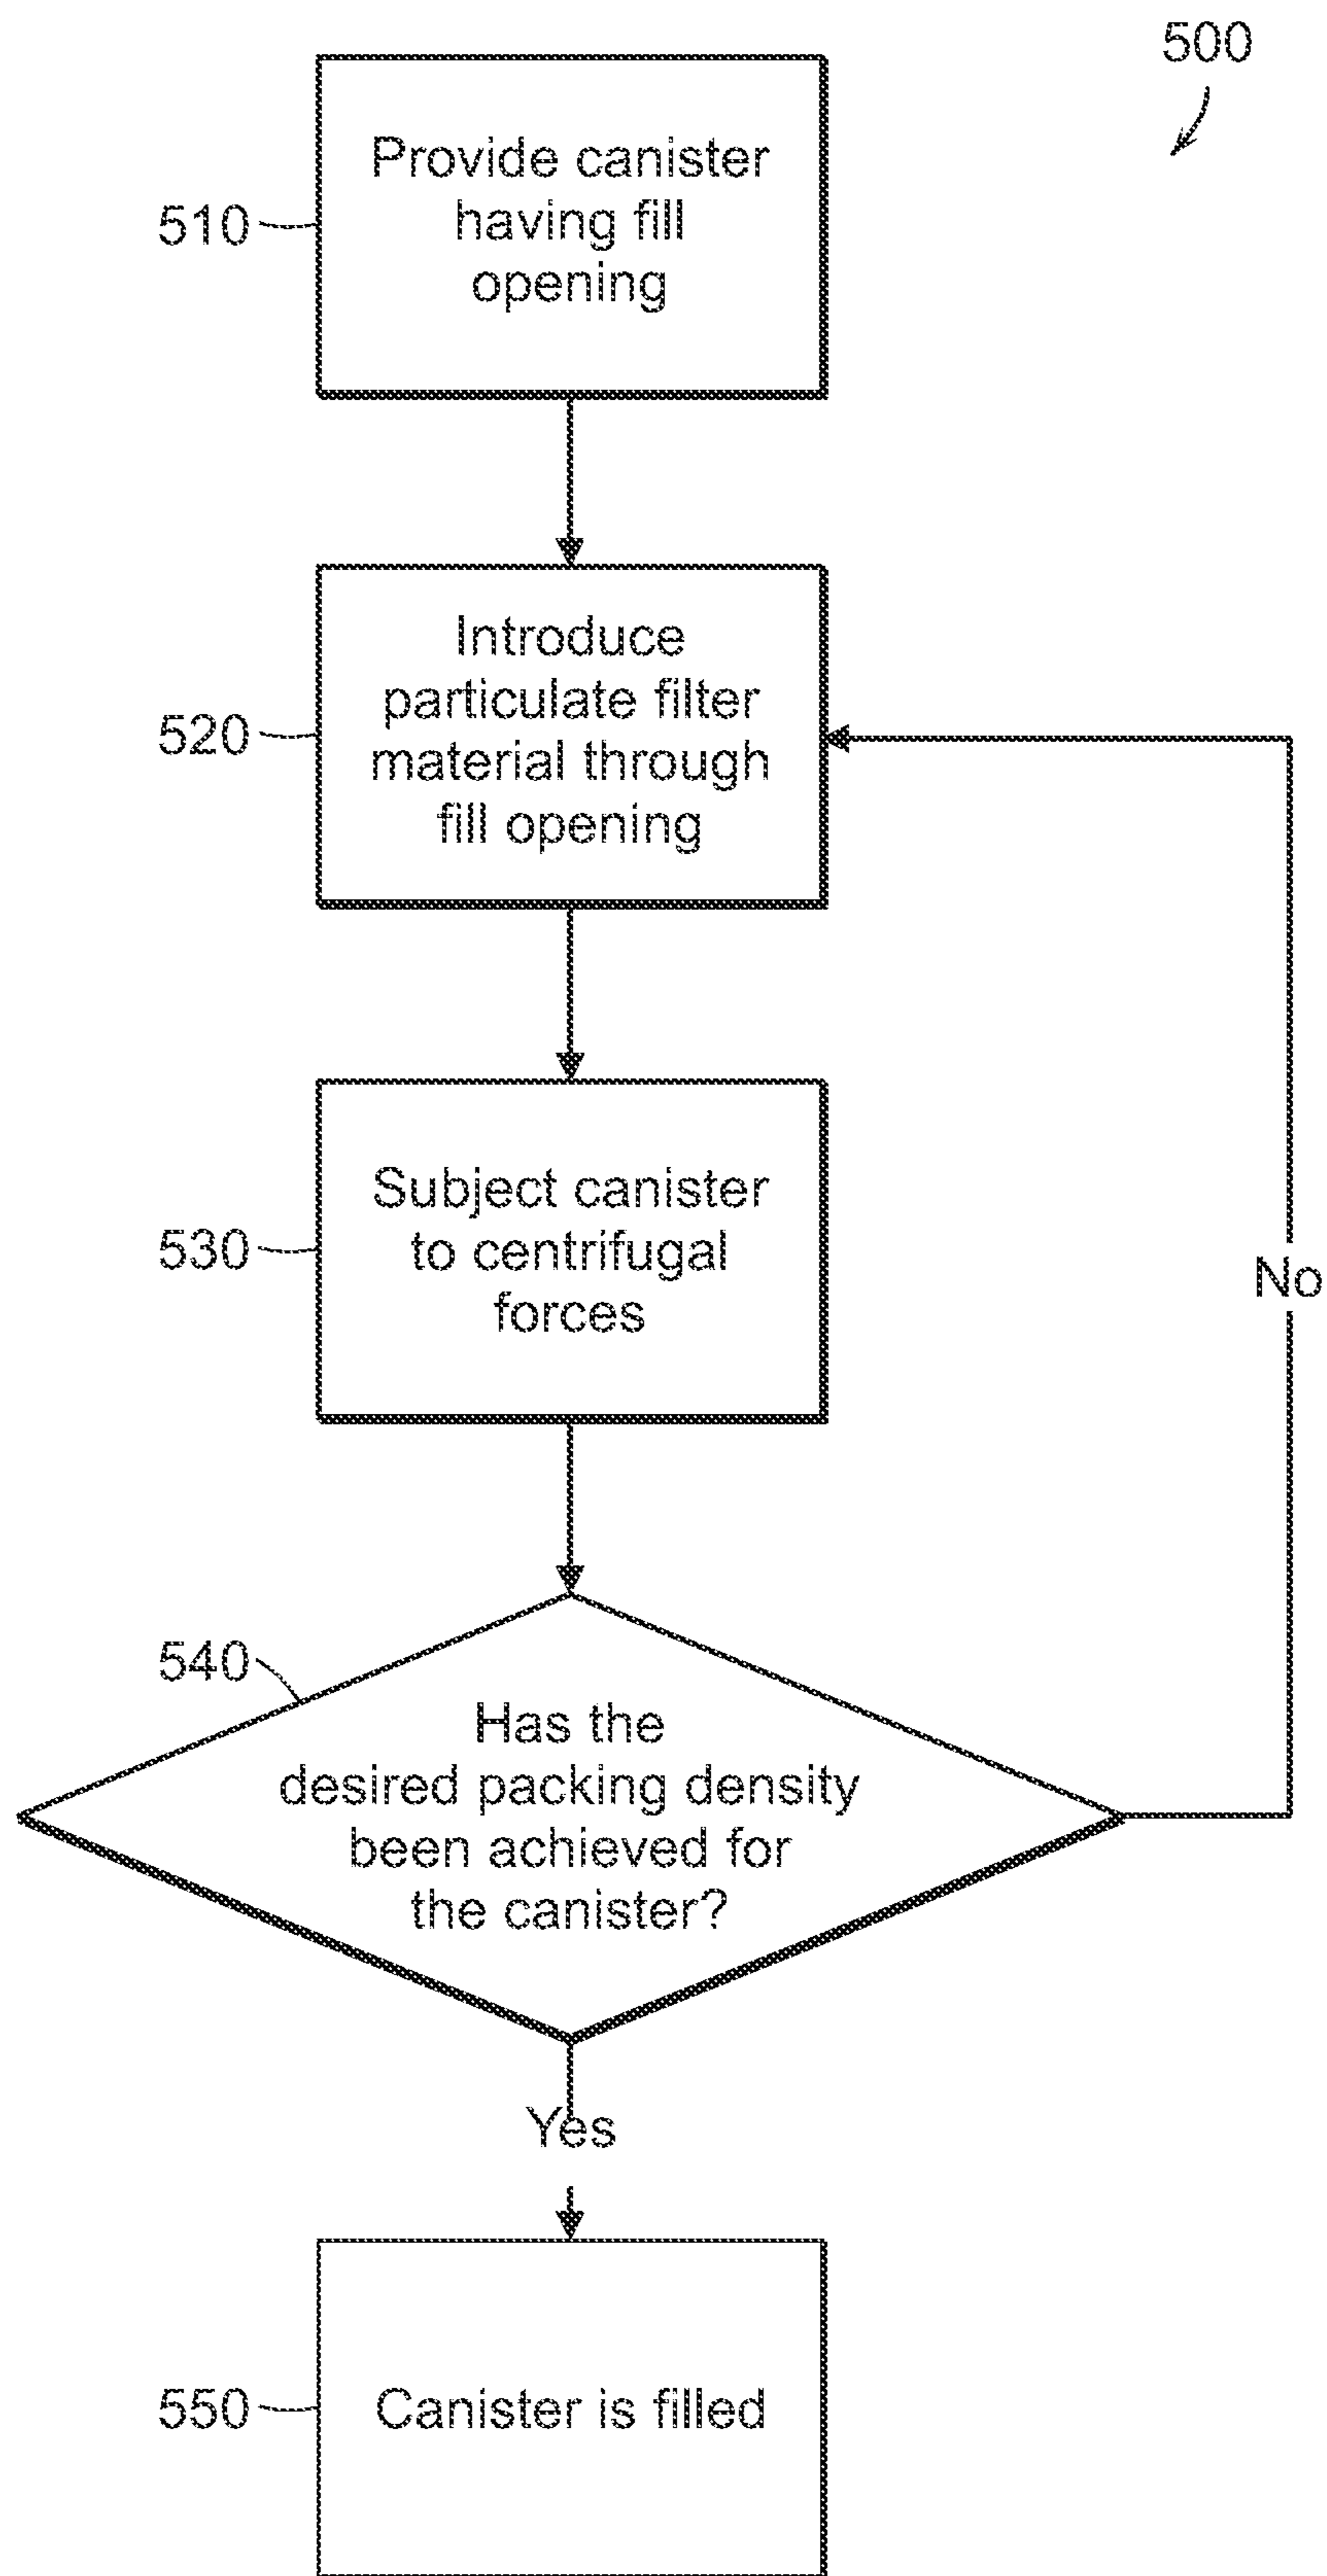 500
Provide canister
having fill
opening
510
Introduce
particulate filter
material through
fill opening
520
Subject canister
to centrifugal
forces
530
No
540
Has the
desired packing density
been achieved for
the canister?
Yes
550
Canister is filled